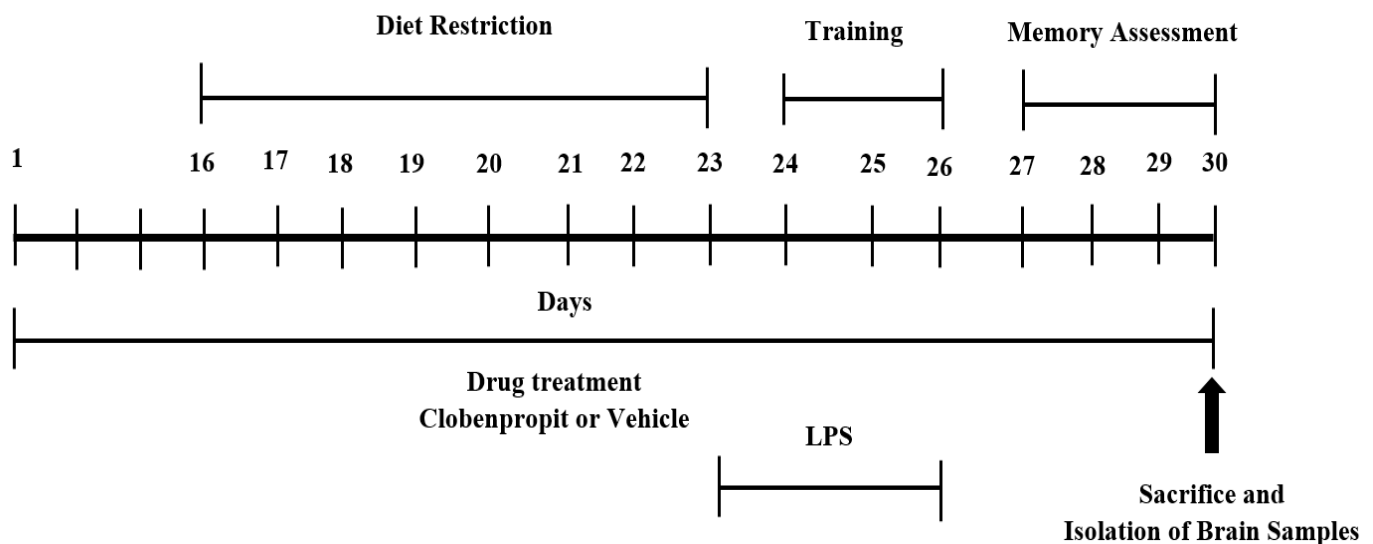 Diet Restriction
Training
Memory Assessment
1 16 17 18 19 20 21 22 23 24 25 26 27 28 29 30
Days
Drug treatment
Clobenpropit or Vehicle
LPS
Sacrifice and
Isolation of Brain Samples